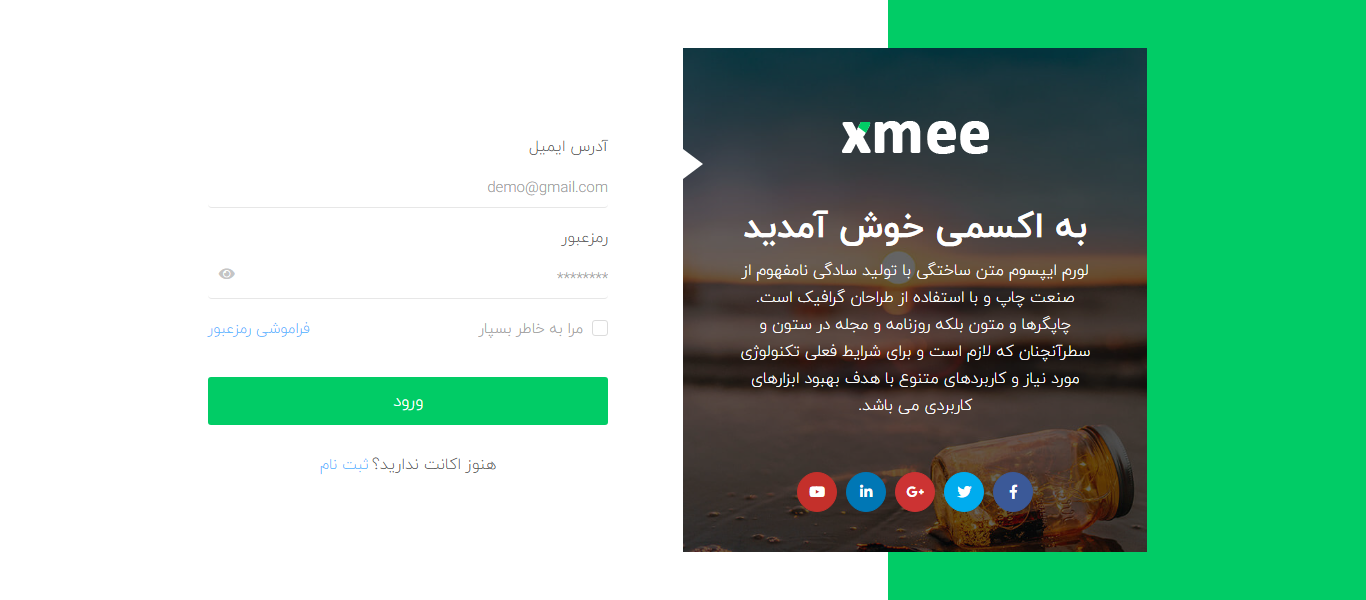 xmee
به اکسمی خوش آمدید
لورم ایپسوم متن ساختگی با تولید سادگی نامفهوم از
صنعت چاپ و با استفاده از طراحان گرافیک است.
چاپگرها و متون بلکه روزنامه و مجله در ستون و
سطرآنچنان که لازم است و برای شرایط فعلی تکنولوژی
مورد نیاز و کاربردهای متنوع با هدف بهبود ابزارهای
کاربردی می باشد.
آدرس ایمیل
demo@gmail.com
رمزعبور
********
مرا به خاطر بسپار فراموشی رمزعبور
ورود
هنوز اکانت ندارید؟ ثبت نام